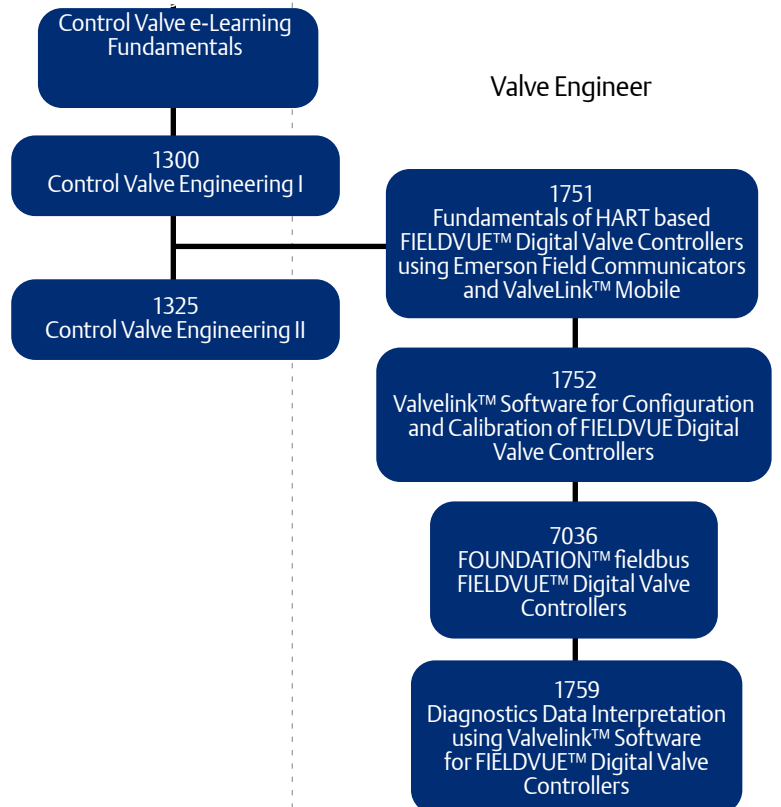 Control Valve e-Learning
Fundamentals
Valve Engineer
1300
Control Valve Engineering I
1751
Fundamentals of HART based
FIELDVUE™ Digital Valve Controllers
using Emerson Field Communicators
and ValveLink™ Mobile
1325
Control Valve Engineering II
1752
Valvelink™ Software for Configuration
and Calibration of FIELDVUE Digital
Valve Controllers
7036
FOUNDATION™ fieldbus
FIELDVUE™ Digital Valve
Controllers
1759
Diagnostics Data Interpretation
using Valvelink™ Software
for FIELDVUE™ Digital Valve
Controllers